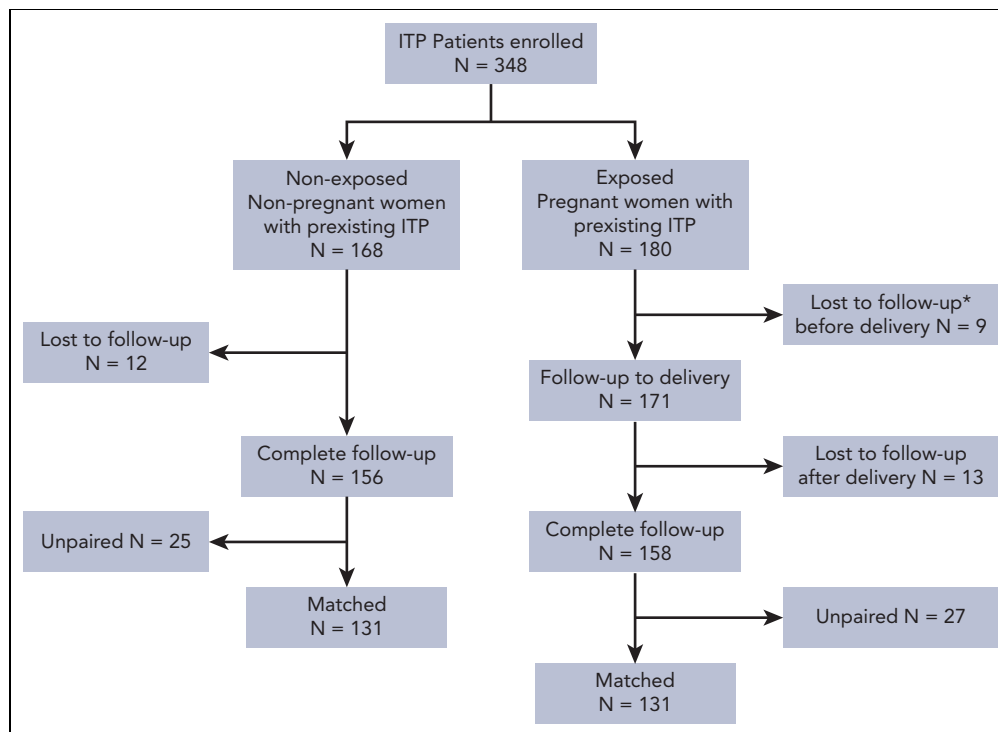 ITP Patients enrolled
N = 348
Non-exposed
Non-pregnant women
with prexisting ITP
N = 168
Exposed
Pregnant women with
prexisting ITP
N = 180
Lost to follow-up*
before delivery N = 9
Lost to follow-up
N = 12
Follow-up to delivery
N = 171
Complete follow-up
N = 156
Lost to follow-up
after delivery N = 13
Unpaired N = 25
Complete follow-up
N = 158
Matched
N = 131
Unpaired N = 27
Matched
N = 131